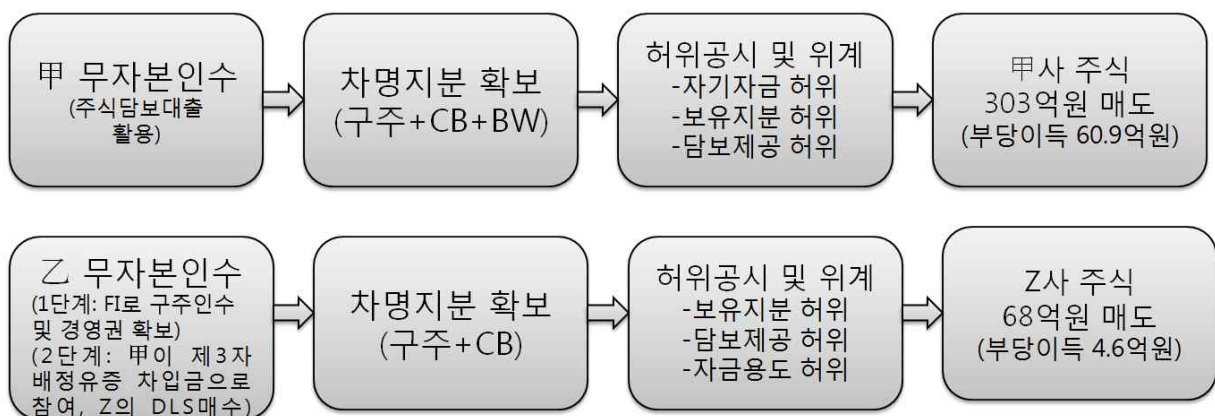 甲 무자본인수
(주식담보대출
활용)
차명지분 확보
(구주+CB+BW)
허위공시 및 위계
-자기자금 허위
-보유지분 허위
-담보제공 허위
甲사 주식
303억원 매도
(부당이득 60.9억원)
乙 무자본인수
(1단계: FI로 구주인수
및 경영권 확보)
(2단계: 甲이 제3자
배정유증 차입금으로
참여, Z의 DLS매수)
차명지분 확보
(구주+CB)
허위공시 및 위계
-보유지분 허위
-담보제공 허위
-자금용도 허위
Z사 주식
68억원 매도
(부당이득 4.6억원)